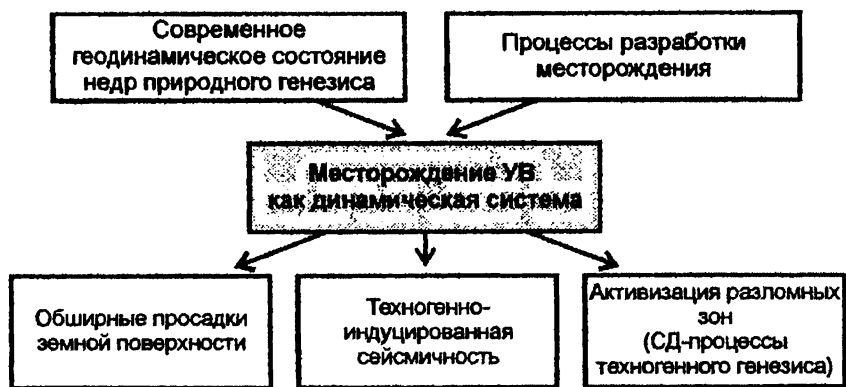 Современное
геодинамическое состояние
недр природного генезиса
Процессы разработки
месторождения
Месторождение УВ
как динамическая система
Обширные просадки
земной поверхности
Техногенно-
индуцированная
сейсмичность
Активизация разломных
зон
(СД-процессы
техногенного генезиса)